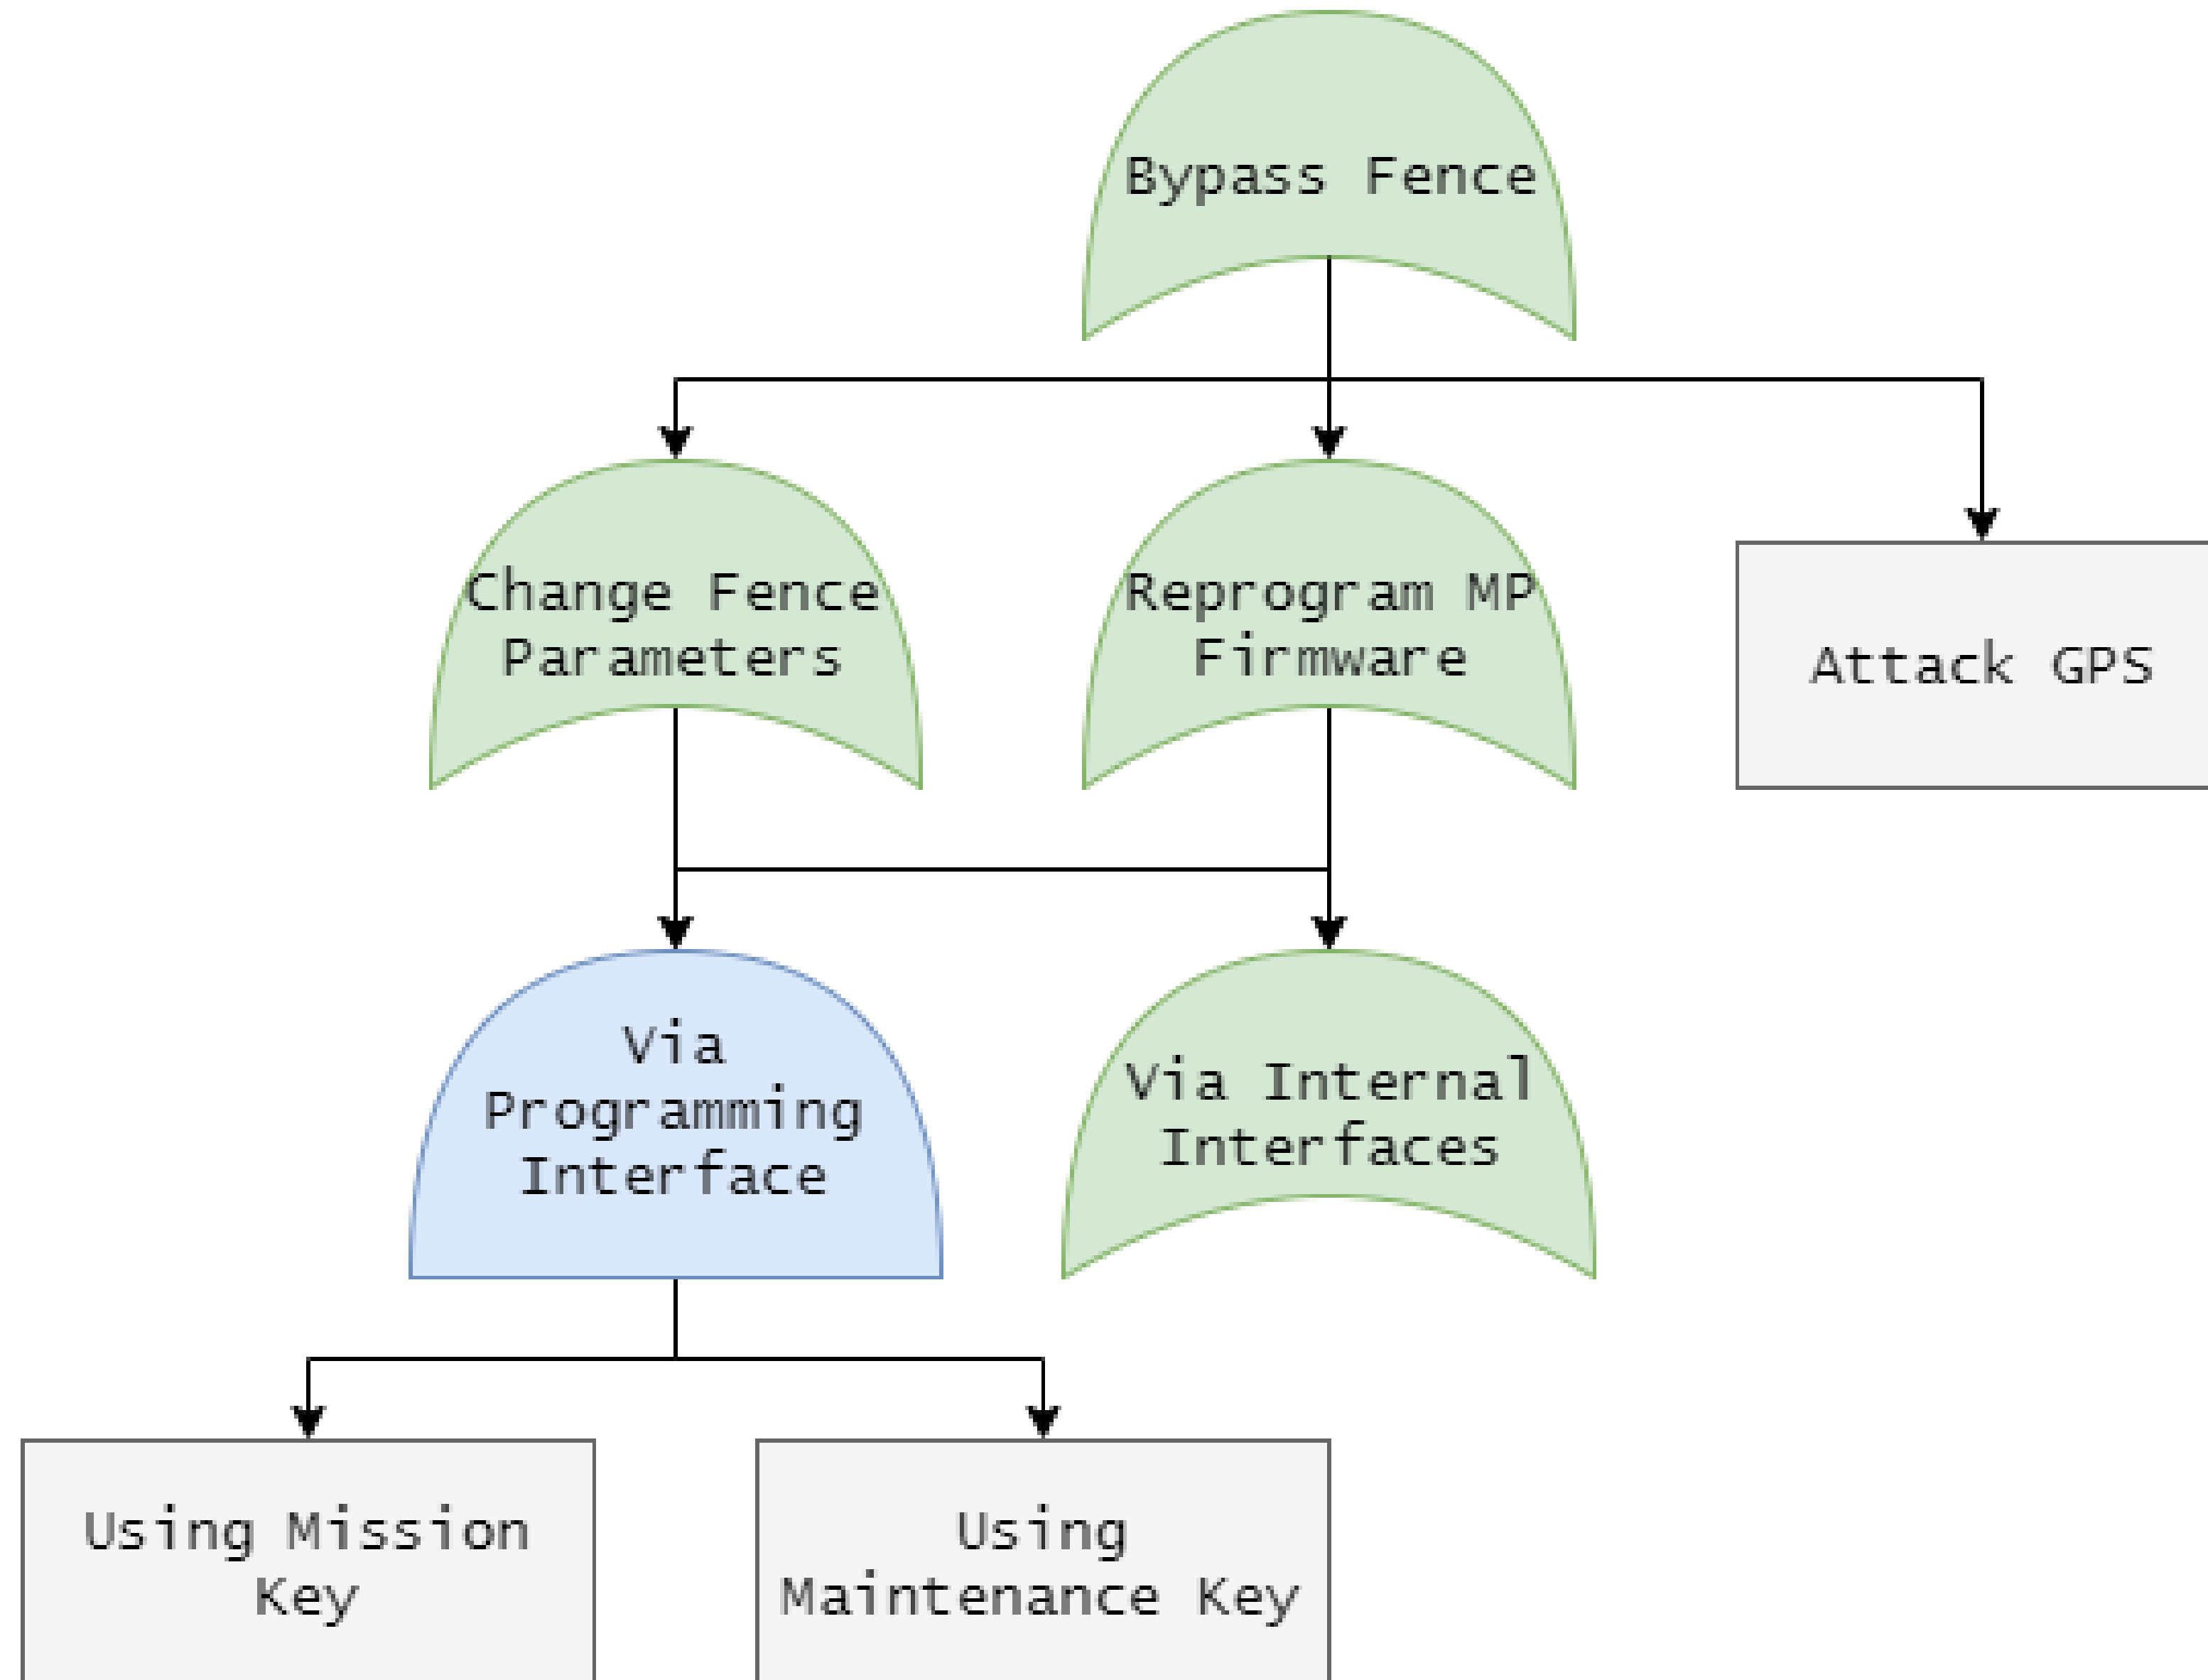 Bypass Fence
Change Fence
Parameters
Reprogram MP
Firmware
Attack GPS
Via
Programming
Interface
Via Internal
Interfaces
Using Mission
Key
Using
Maintenance Key